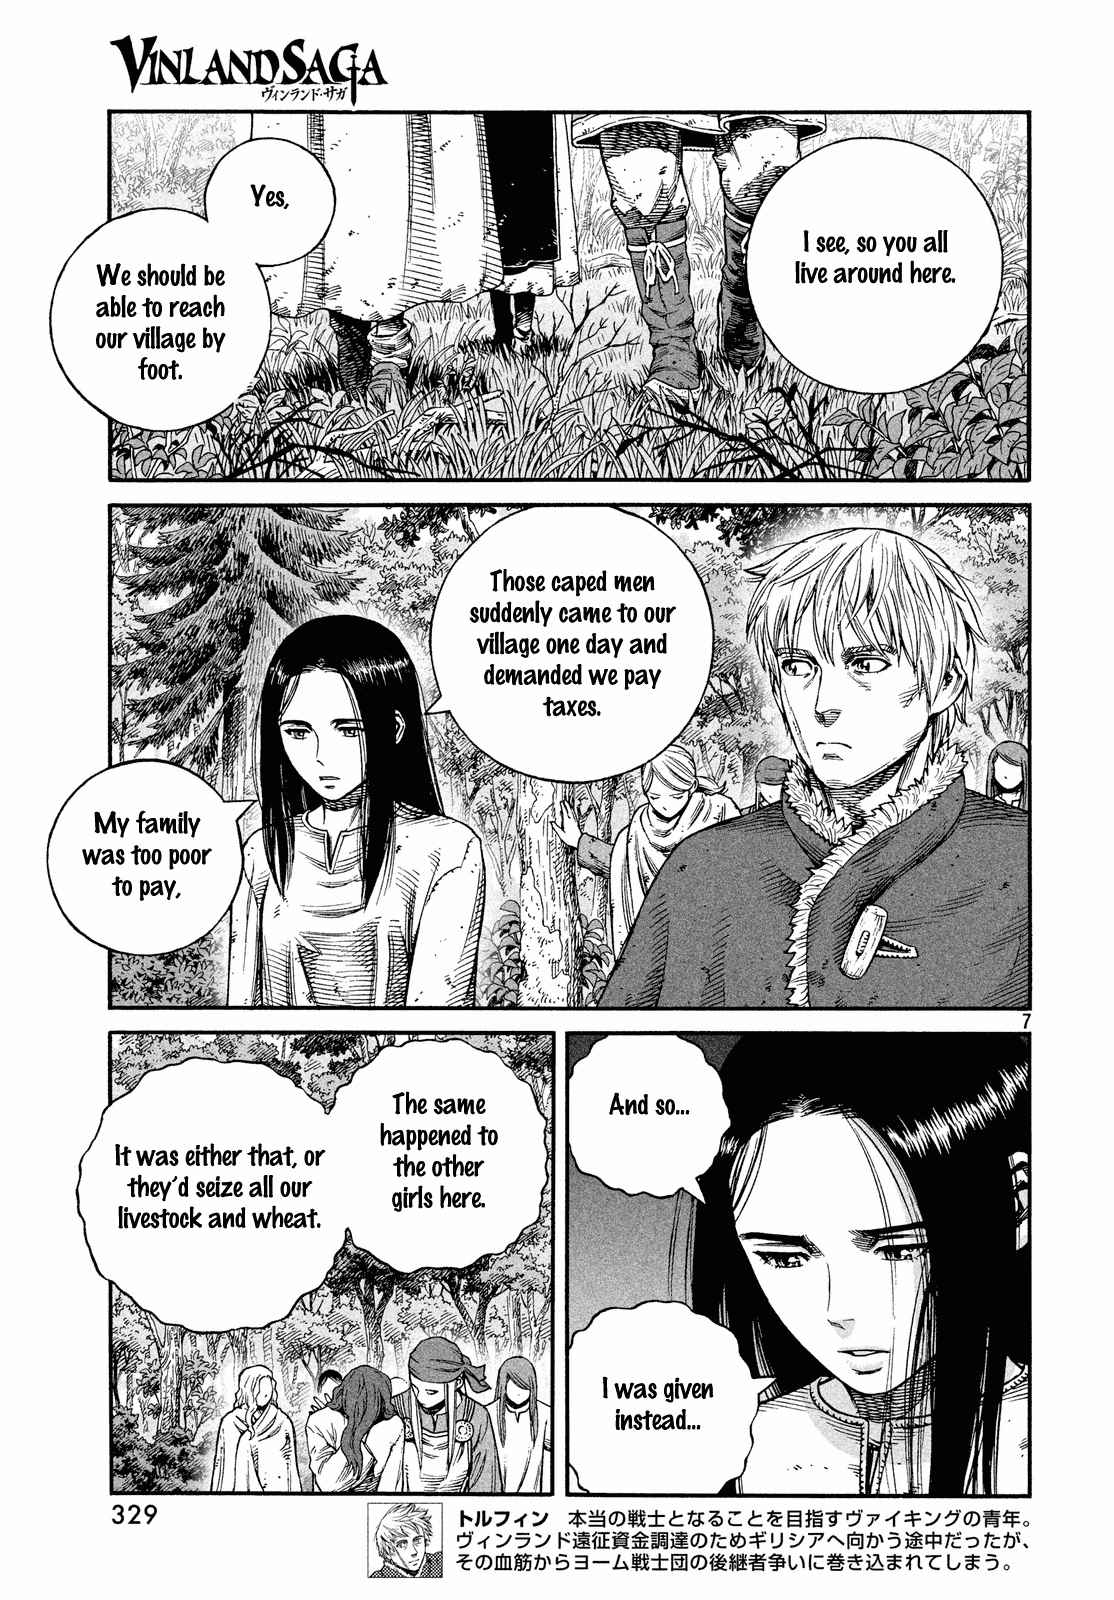 VINLAND SAGA
ヴィンランド・サガ
I see, so you all
live around here.
Yes,
We should be
able to reach
our village by
foot.
Those caped men
suddenly came to our
village one day and
demanded we pay
taxes.
My family
was too poor
to pay,
7
And so...
I was given
instead...
The same
happened to
the other
girls here.
It was either that, or
they'd seize all our
livestock and wheat.
329
トルフィン　本当の戦士となることを目指すヴァイキングの青年。
ヴィンランド遠征資金調達のためギリシアへ向かう途中だったが、
その血筋からヨーム戦士団の後継者争いに巻き込まれてしまう。